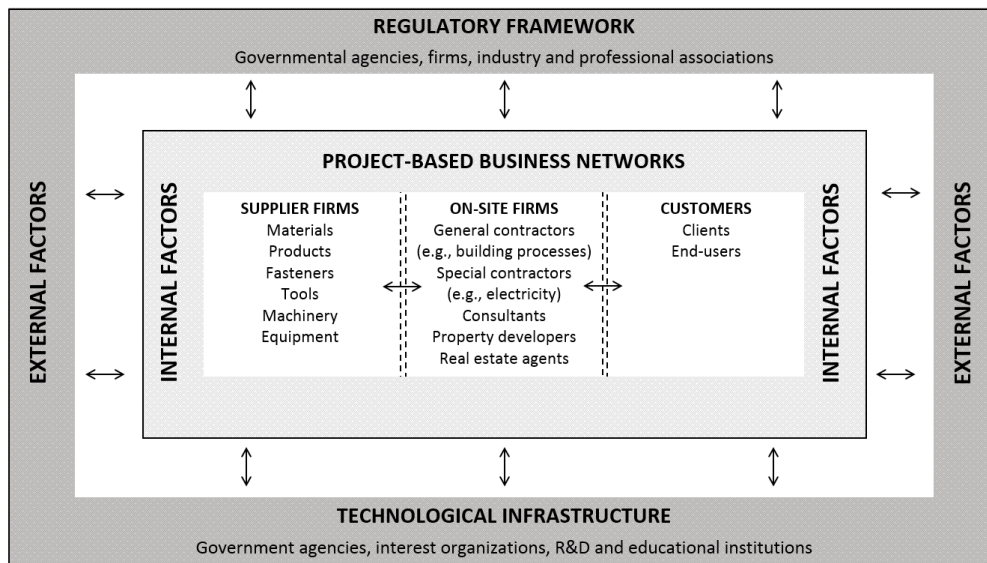 REGULATORY FRAMEWORK
Governmental agencies, firms, industry and professional associations
EXTERNAL FACTORS
INTERNAL FACTORS
PROJECT-BASED BUSINESS NETWORKS
SUPPLIER FIRMS
Materials
Products
Fasteners
Tools
Machinery
Equipment
ON-SITE FIRMS
General contractors
(e.g., building processes)
Special contractors
(e.g., electricity)
Consultants
Property developers
Real estate agents
CUSTOMERS
Clients
End-users
INTERNAL FACTORS
EXTERNAL FACTORS
TECHNOLOGICAL INFRASTRUCTURE
Government agencies, interest organizations, R&D and educational institutions